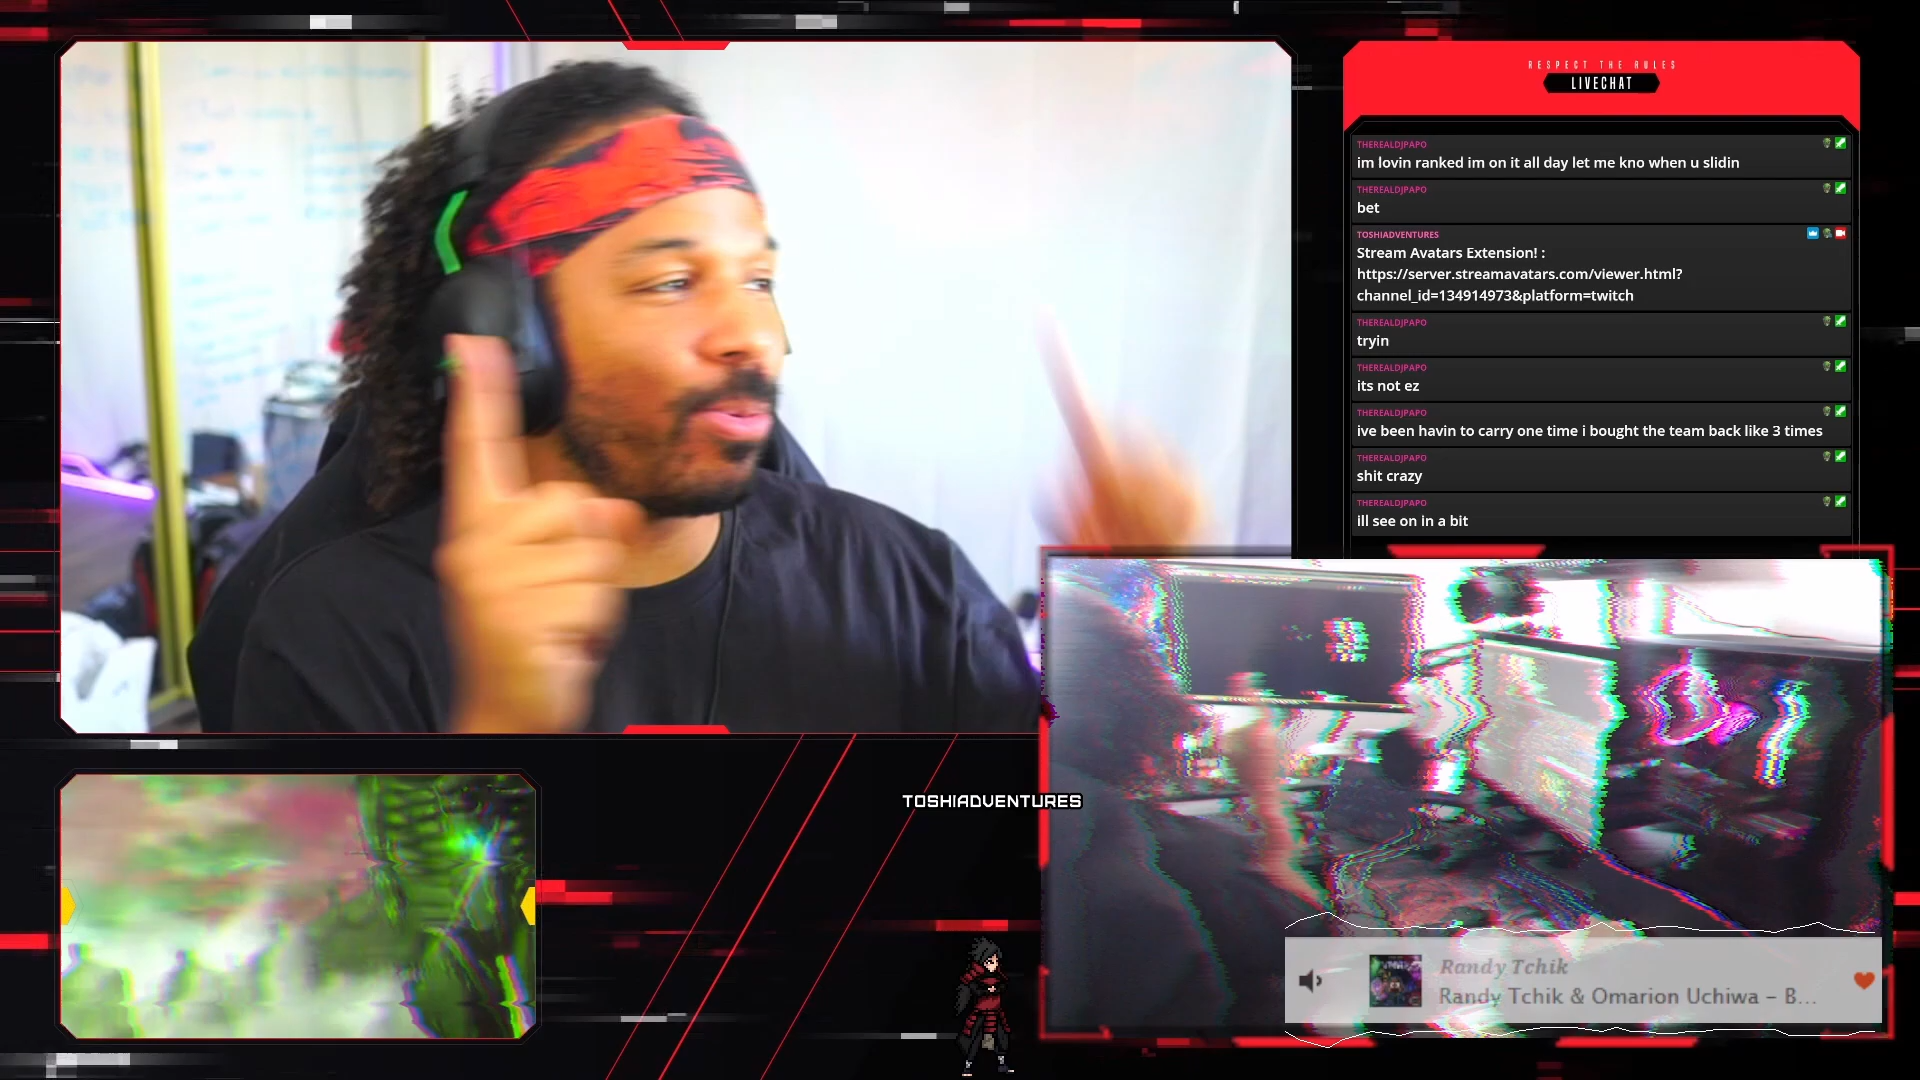 RESPECT THE RULES
LIVECHAT
THEREALDJPAPO
im lovin ranked im on it all day let me kno when u slidin
THEREALDJPAPO
bet
TOSHIADVENTURES
Stream Avatars Extension! :
https://server.streamavatars.com/viewer.html?
channel_id=134914973&platform=twitch
THEREALDJPAPO
tryin
THEREALDJPAPO
its not ez
THEREALDJPAPO
ive been havin to carry one time i bought the team back like 3 times
THEREALDJPAPO
shit crazy
THEREALDJPAPO
ill see on in a bit
TOSHIADVENTURES
Randy Tchik
Randy Tchik & Omarion Uchiwa - B...